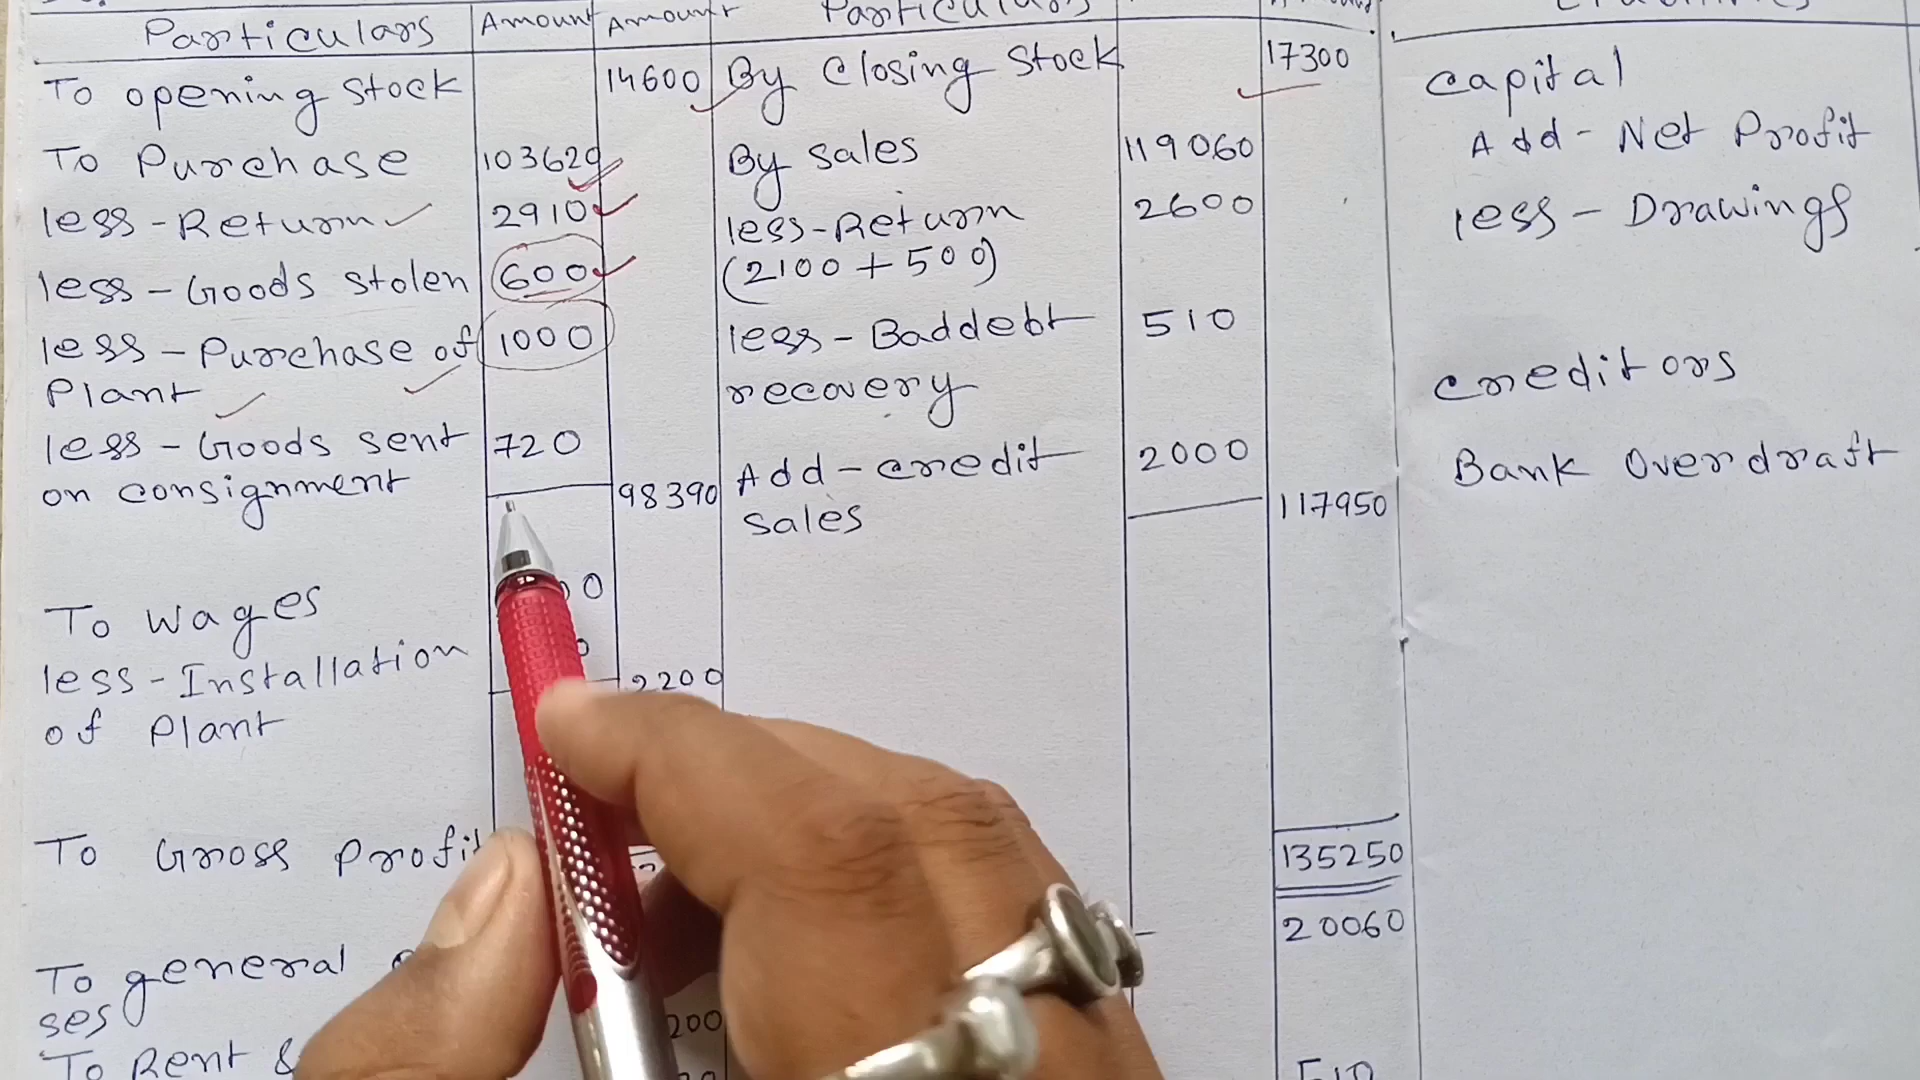 Particulars Amount Amount Particulars
To opening stock 14600 By closing stock 17300
To Purchase 103620 By sales 119060
less-Return 2910 less-Return 2600
less-Goods stolen 600 (2100+500)
less-Purchase of 1000 less-Baddebt 510
Plant recovery
less-Goods sent 720 Add-credit 2000
on consignment 98390 sales 117950
To wages
less-Installation 2200
of Plant
To Gross Profit 135250
20060
To general
ses
200
To Rent &
capital
Add-Net Profit
less-Drawings
creditors
Bank Overdraft